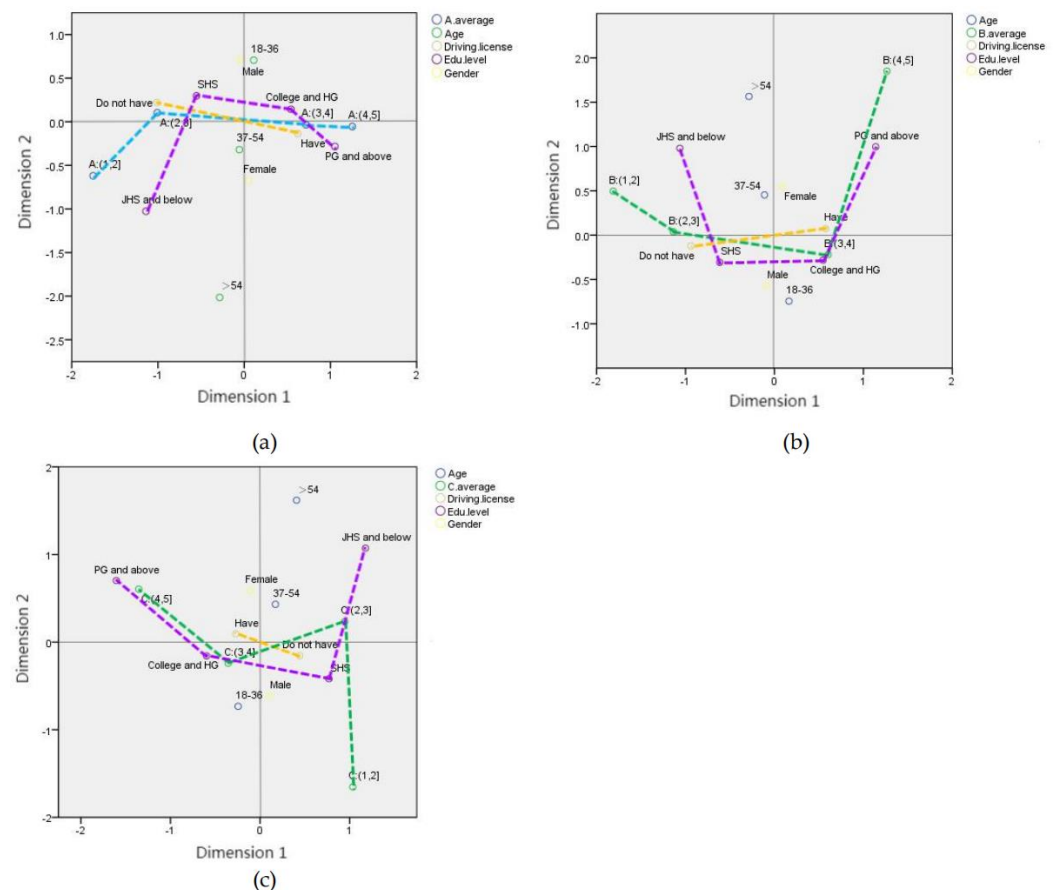 A.average
Age
Driving.license
Edu.level
Gender
1.0
0.5
0.0
-0.5
-1.0
-1.5
-2.0
-2.5
Dimension 2
18-36
Male
SHS
College and HG
Do not have
A:(2,3]
A:(3,4]
A:(4,5]
37-54
Have
PG and above
A:(1,2]
Female
JHS and below
>54
-2
-1
0
1
2
Dimension 1
(a)
Age
B.average
Driving.license
Edu.level
Gender
2.0
1.5
1.0
0.5
0.0
-0.5
-1.0
Dimension 2
B:(4,5]
>54
JHS and below
PG and above
37-54
Female
B:(1,2]
B:(2,3]
Have
Do not have
SHS
B:(3,4]
College and HG
Male
18-36
-2
-1
0
1
2
Dimension 1
(b)
Age
C.average
Driving.license
Edu.level
Gender
2
1
0
-1
-2
Dimension 2
>54
JHS and below
PG and above
Female
37-54
C:(4,5]
C:(2,3]
Have
Do not have
College and HG
C:(3,4]
SHS
Male
18-36
C:(1,2]
-2
-1
0
1
Dimension 1
(c)